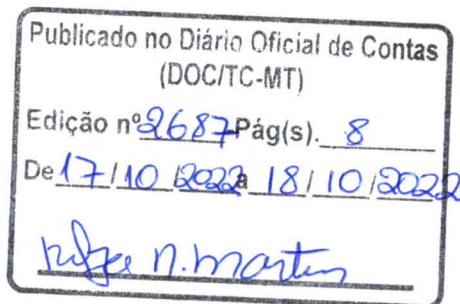 Publicado no Diário Oficial de Contas
(DOC/TC-MT)
Edição nº 2687 Pág(s). 8
De 17/10/2022 a 18/10/2022
n. martins